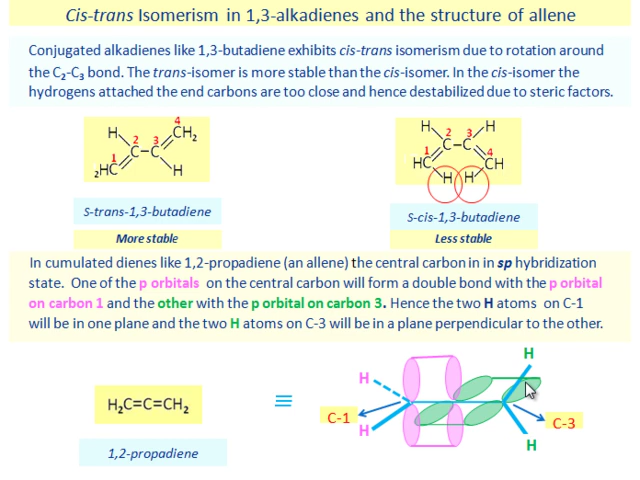 Cis-trans Isomerism in 1,3-alkadienes and the structure of allene
Conjugated alkadienes like 1,3-butadiene exhibits cis-trans isomerism due to rotation around
the C₂-C₃ bond. The trans-isomer is more stable than the cis-isomer. In the cis-isomer the
hydrogens attached the end carbons are too close and hence destabilized due to steric factors.
4
H 2 3 CH₂
C-C
1
₂HC H
H 2 3 H
C-C
1 4
HC CH
H H
S-trans-1,3-butadiene
More stable
S-cis-1,3-butadiene
Less stable
In cumulated dienes like 1,2-propadiene (an allene) the central carbon in in sp hybridization
state. One of the p orbitals on the central carbon will form a double bond with the p orbital
on carbon 1 and the other with the p orbital on carbon 3. Hence the two H atoms on C-1
will be in one plane and the two H atoms on C-3 will be in a plane perpendicular to the other.
H₂C=C=CH₂
1,2-propadiene
≡
H
H
C-1
H
C-3
H